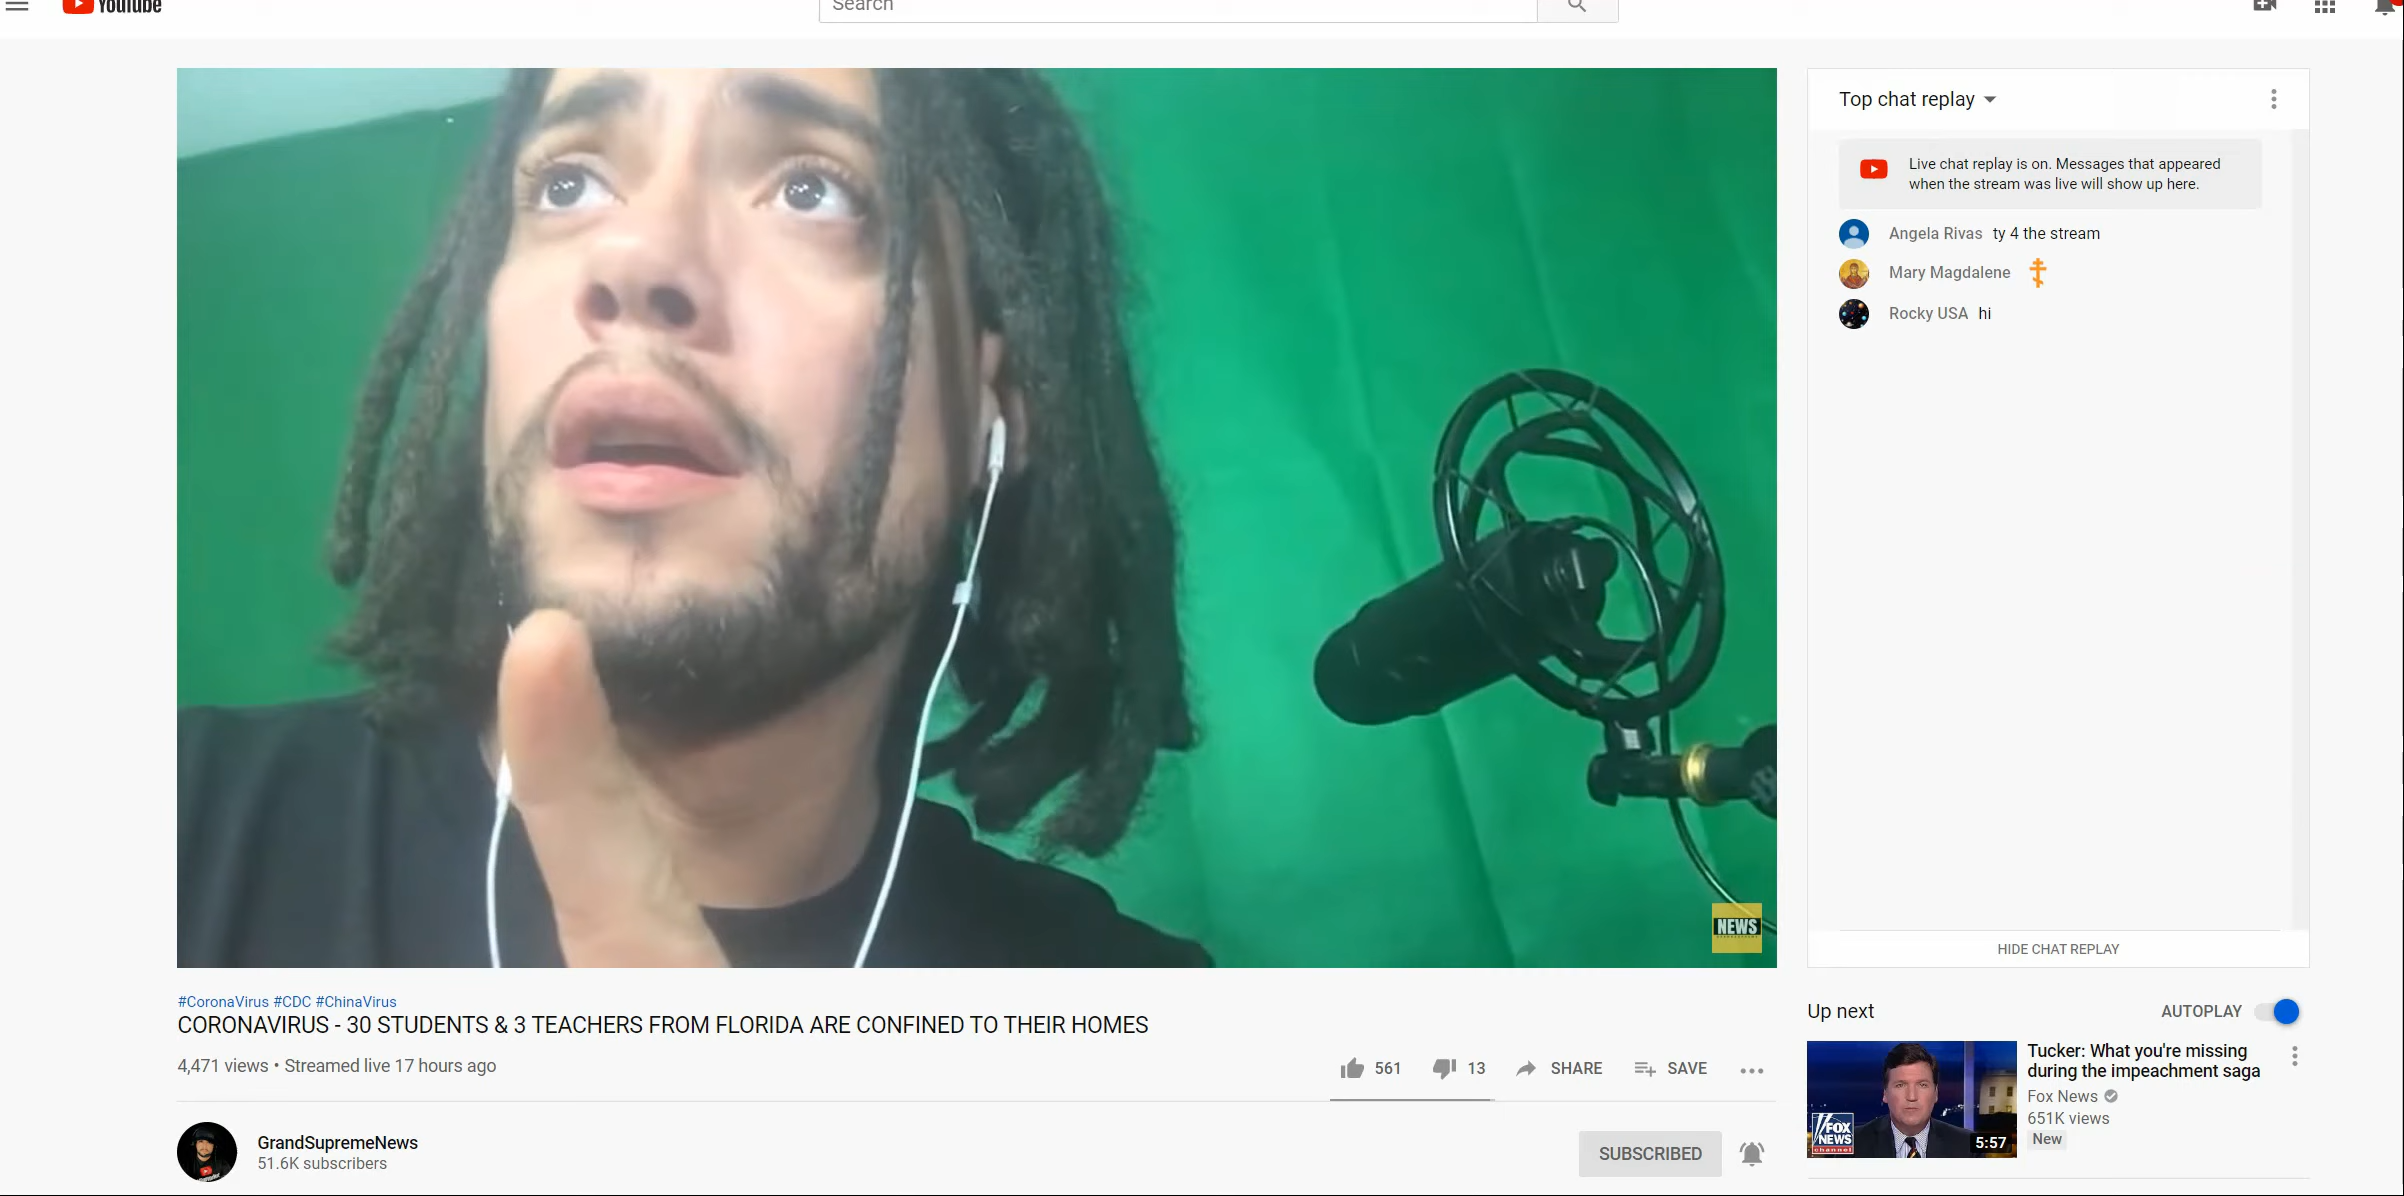 YouTube
Search
Top chat replay
Live chat replay is on. Messages that appeared
when the stream was live will show up here.
Angela Rivas ty 4 the stream
Mary Magdalene
Rocky USA hi
HIDE CHAT REPLAY
NEWS
#CoronaVirus #CDC #ChinaVirus
CORONAVIRUS - 30 STUDENTS & 3 TEACHERS FROM FLORIDA ARE CONFINED TO THEIR HOMES
4,471 views • Streamed live 17 hours ago
561 13 SHARE SAVE
GrandSupremeNews
51.6K subscribers
SUBSCRIBED
Up next AUTOPLAY
FOX
NEWS
channel
5:57
Tucker: What you're missing
during the impeachment saga
Fox News
651K views
New